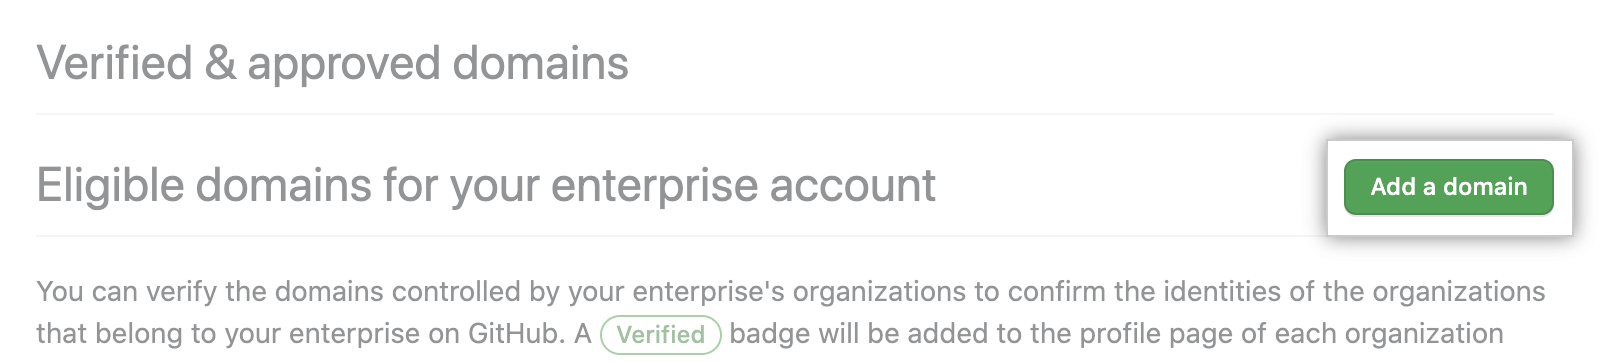 Verified & approved domains
Eligible domains for your enterprise account
Add a domain
You can verify the domains controlled by your enterprise's organizations to confirm the identities of the organizations
that belong to your enterprise on GitHub. A Verified badge will be added to the profile page of each organization